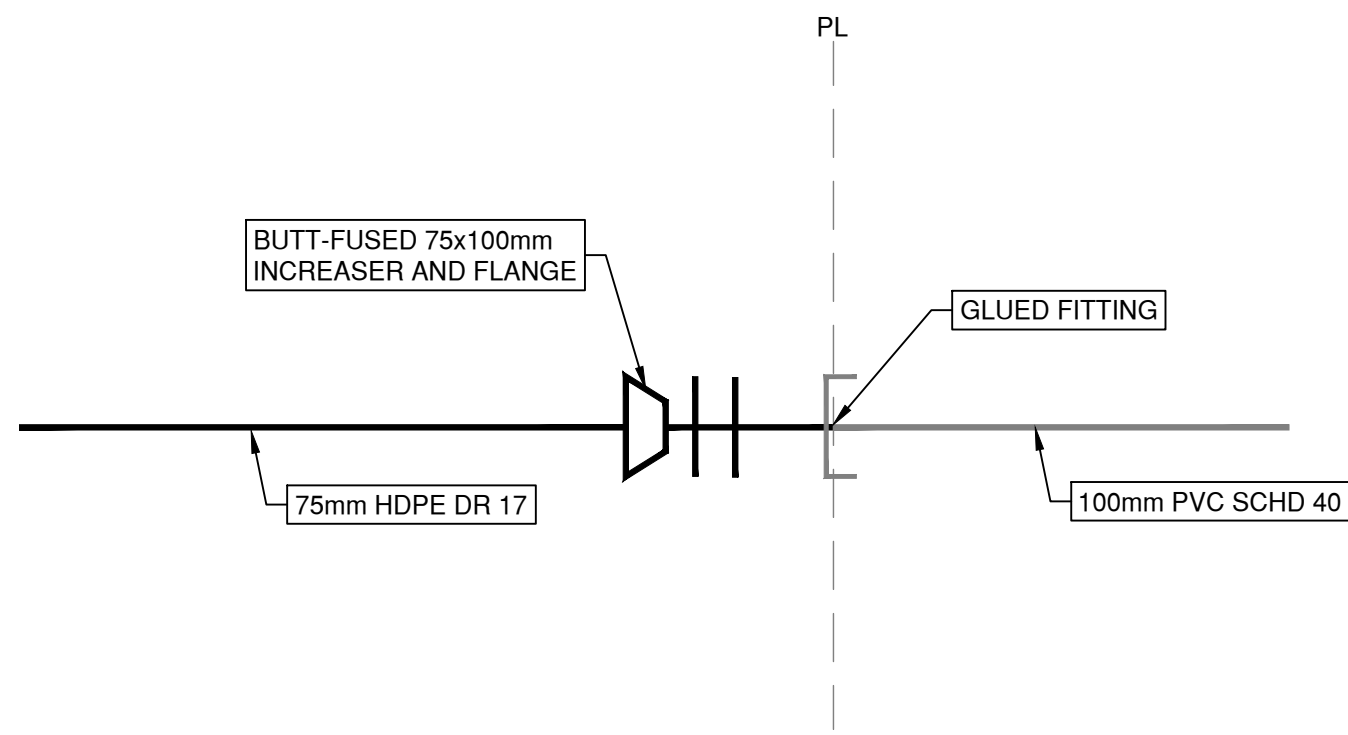 PL
BUTT-FUSED 75x100mm
INCREASER AND FLANGE
GLUED FITTING
75mm HDPE DR 17
100mm PVC SCHD 40